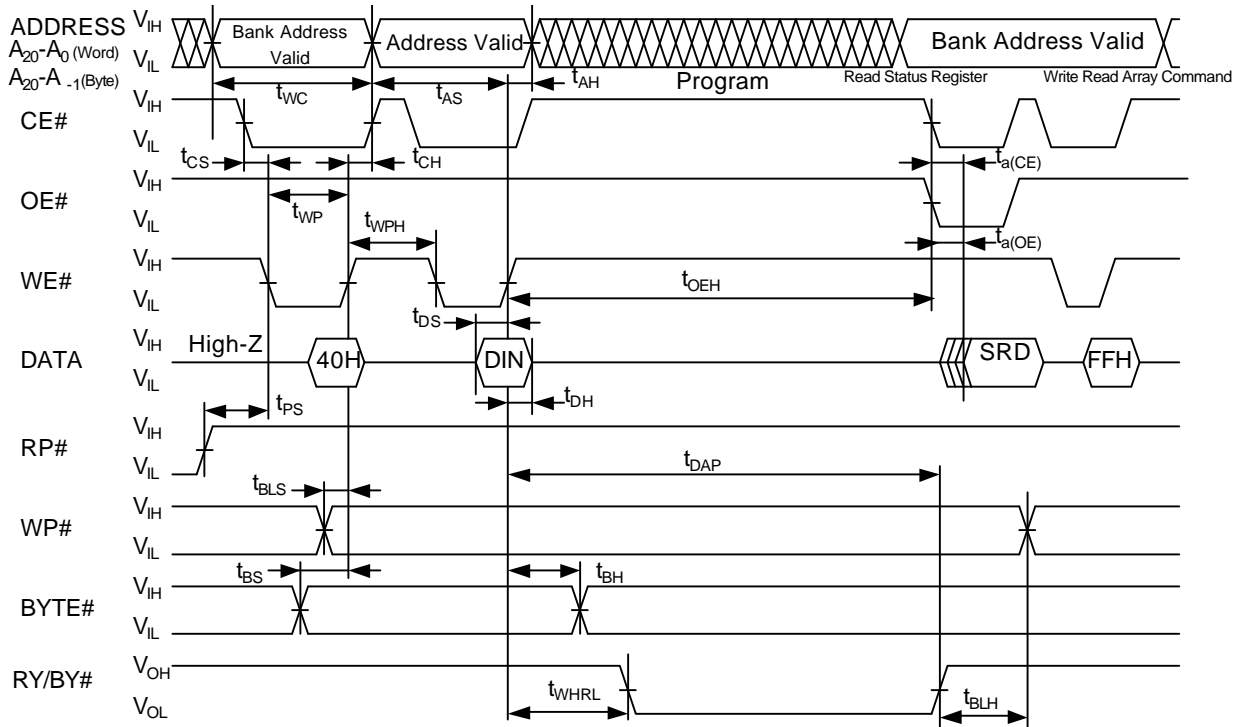 ADDRESS
A20-A0 (Word)
A20-A -1(Byte)
VIH
VIL
Bank Address
Valid
Address Valid
Bank Address Valid
tWC
tAS
tAH
Program
Read Status Register
Write Read Array Command
CE#
VIH
VIL
tCS
tCH
ta(CE)
OE#
VIH
VIL
tWP
tWPH
ta(OE)
WE#
VIH
VIL
tOEH
tDS
DATA
VIH
VIL
High-Z
40H
DIN
SRD
FFH
tPS
tDH
RP#
VIH
VIL
tDAP
tBLS
WP#
VIH
VIL
tBS
tBH
BYTE#
VIH
VIL
RY/BY#
VOH
VOL
tWHRL
tBLH